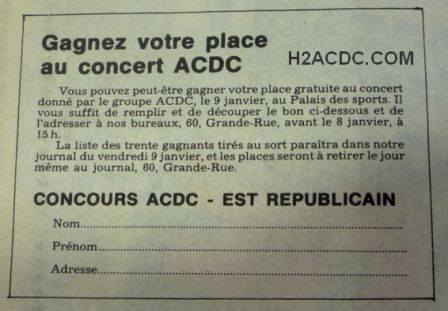 Gagnez votre place
au concert ACDC
H2ACDC.COM
Vous pouvez peut-être gagner votre place gratuite au concert
donné par le groupe ACDC, le 9 janvier, au Palais des sports. Il
vous suffit de remplir et de découper le bon ci-dessous et de
l'adresser à nos bureaux, 60, Grande-Rue, avant le 8 janvier, à
15 h.
La liste des trente gagnants tirés au sort paraîtra dans notre
journal du vendredi 9 janvier, et les places seront à retirer le jour
même au journal, 60, Grande-Rue.
CONCOURS ACDC - EST REPUBLICAIN
Nom
Prénom
Adresse